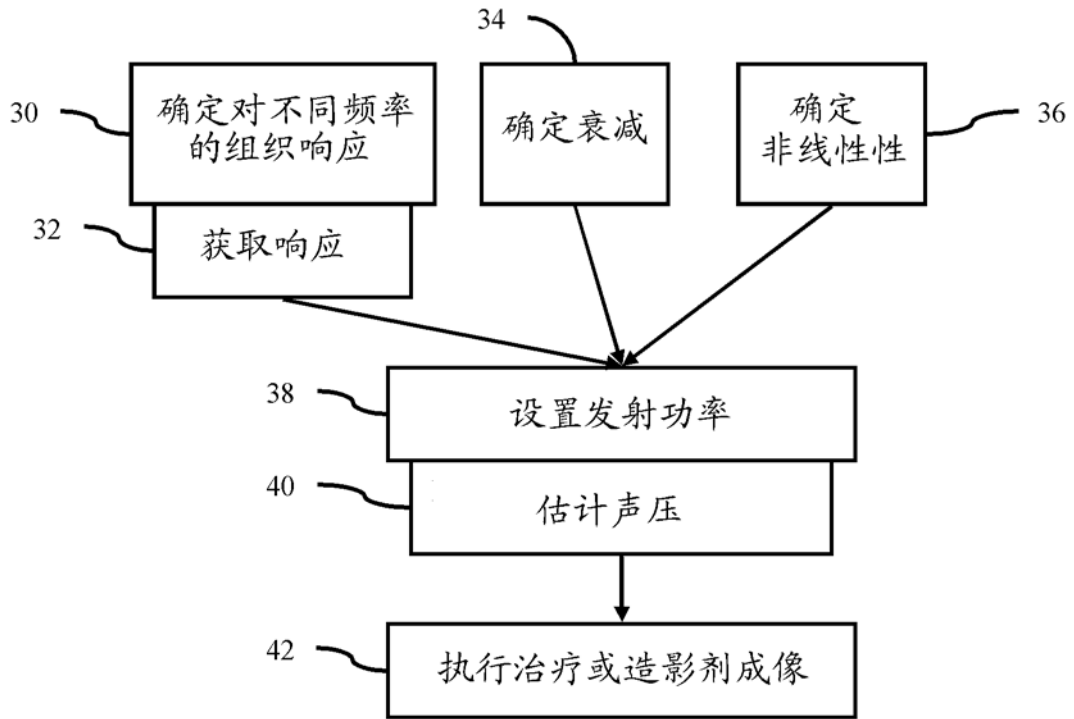 34
30
确定对不同频率
的组织响应
确定衰减
确定
非线性性
36
32
获取响应
38
设置发射功率
40
估计声压
42
执行治疗或造影剂成像